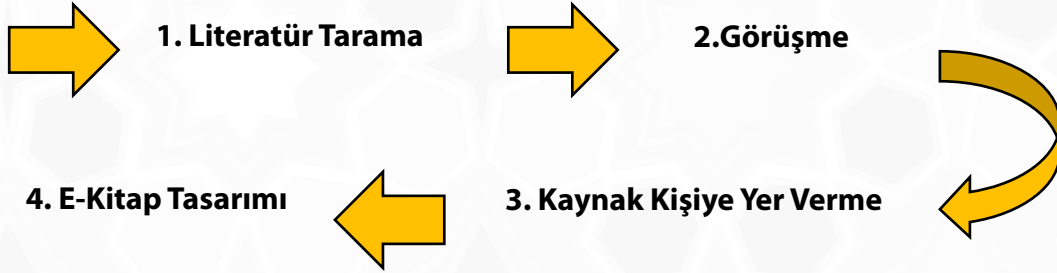 1. Literatür Tarama
2.Görüşme
3. Kaynak Kişiye Yer Verme
4. E-Kitap Tasarımı